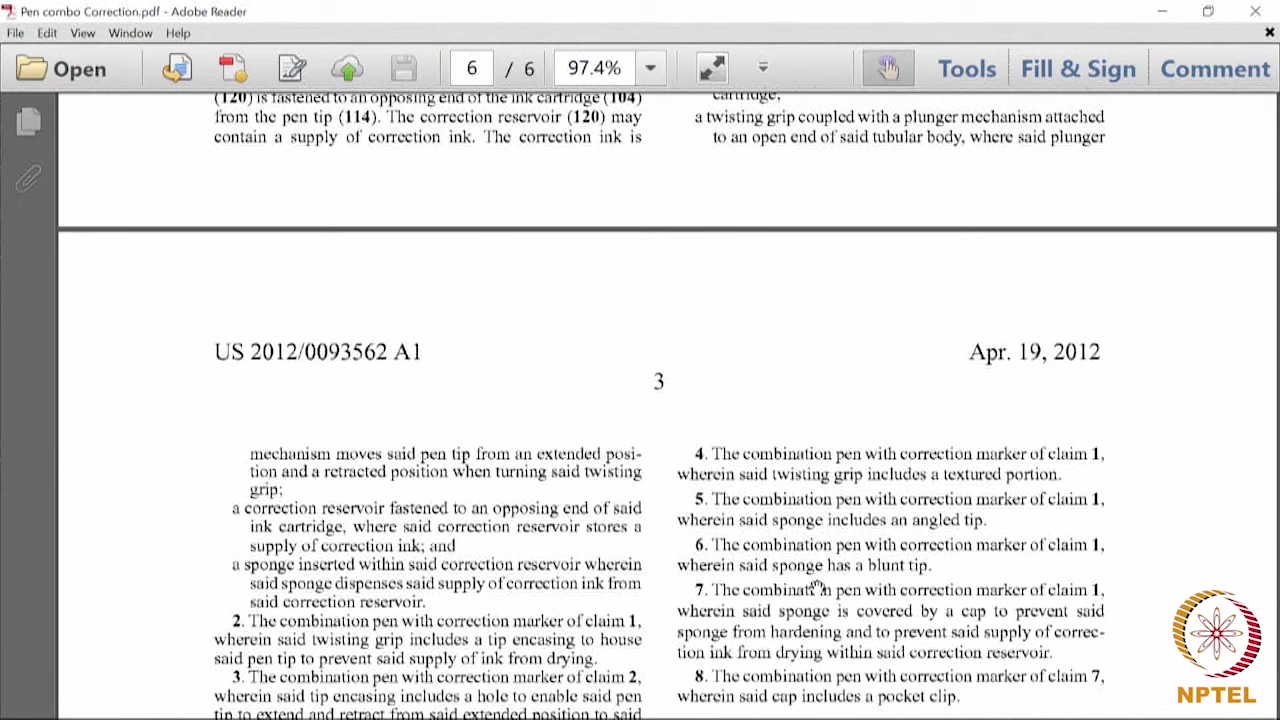 Pen combo Correction.pdf - Adobe Reader
File Edit View Window Help
Open 6 / 6 97.4% Tools Fill & Sign Comment
(120) is fastened to an opposing end of the ink cartridge (104)
from the pen tip (114). The correction reservoir (120) may
contain a supply of correction ink. The correction ink is
cartridge,
a twisting grip coupled with a plunger mechanism attached
to an open end of said tubular body, where said plunger
US 2012/0093562 A1
Apr. 19, 2012
3
mechanism moves said pen tip from an extended posi-
tion and a retracted position when turning said twisting
grip;
a correction reservoir fastened to an opposing end of said
ink cartridge, where said correction reservoir stores a
supply of correction ink; and
a sponge inserted within said correction reservoir wherein
said sponge dispenses said supply of correction ink from
said correction reservoir.
2. The combination pen with correction marker of claim 1,
wherein said twisting grip includes a tip encasing to house
said pen tip to prevent said supply of ink from drying.
3. The combination pen with correction marker of claim 2,
wherein said tip encasing includes a hole to enable said pen
tip to extend and retract from said extended position to said
4. The combination pen with correction marker of claim 1,
wherein said twisting grip includes a textured portion.
5. The combination pen with correction marker of claim 1,
wherein said sponge includes an angled tip.
6. The combination pen with correction marker of claim 1,
wherein said sponge has a blunt tip.
7. The combination pen with correction marker of claim 1,
wherein said sponge is covered by a cap to prevent said
sponge from hardening and to prevent said supply of correc-
tion ink from drying within said correction reservoir.
8. The combination pen with correction marker of claim 7,
wherein said cap includes a pocket clip.
NPTEL